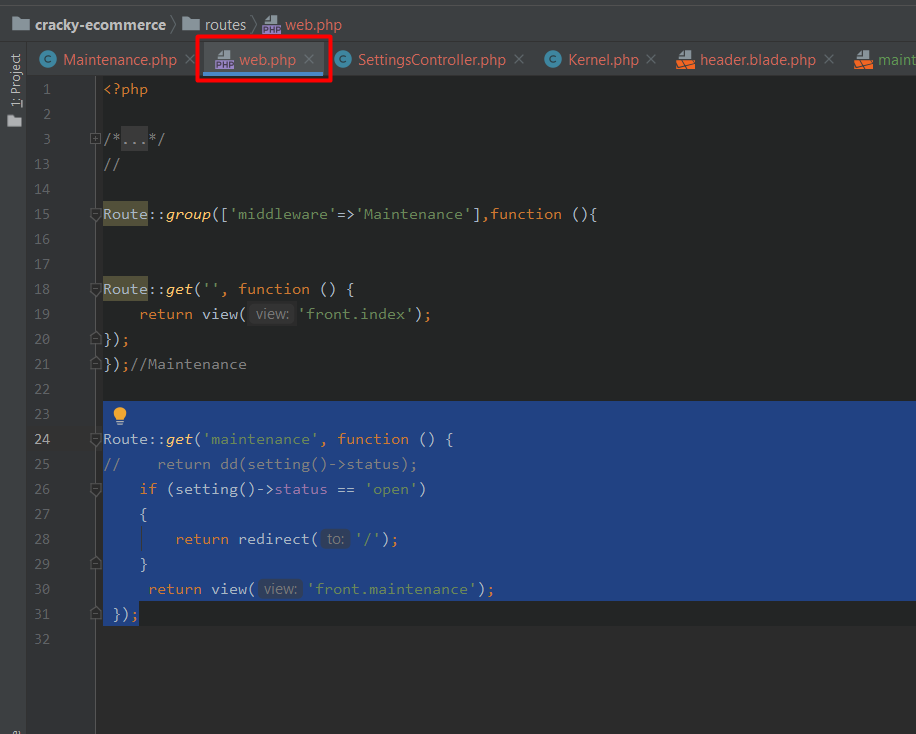 cracky-ecommerce routes web.php
Maintenance.php web.php SettingsController.php Kernel.php header.blade.php maint
1: Project
1 <?php
2
3 /*...*/
13 //
14
15 Route::group(['middleware'=>'Maintenance'],function (){
16
17
18 Route::get('', function () {
19 return view( view: 'front.index');
20 });
21 });//Maintenance
22
23
24 Route::get('maintenance', function () {
25 // return dd(setting()->status);
26 if (setting()->status == 'open')
27 {
28 return redirect( to: '/');
29 }
30 return view( view: 'front.maintenance');
31 });
32